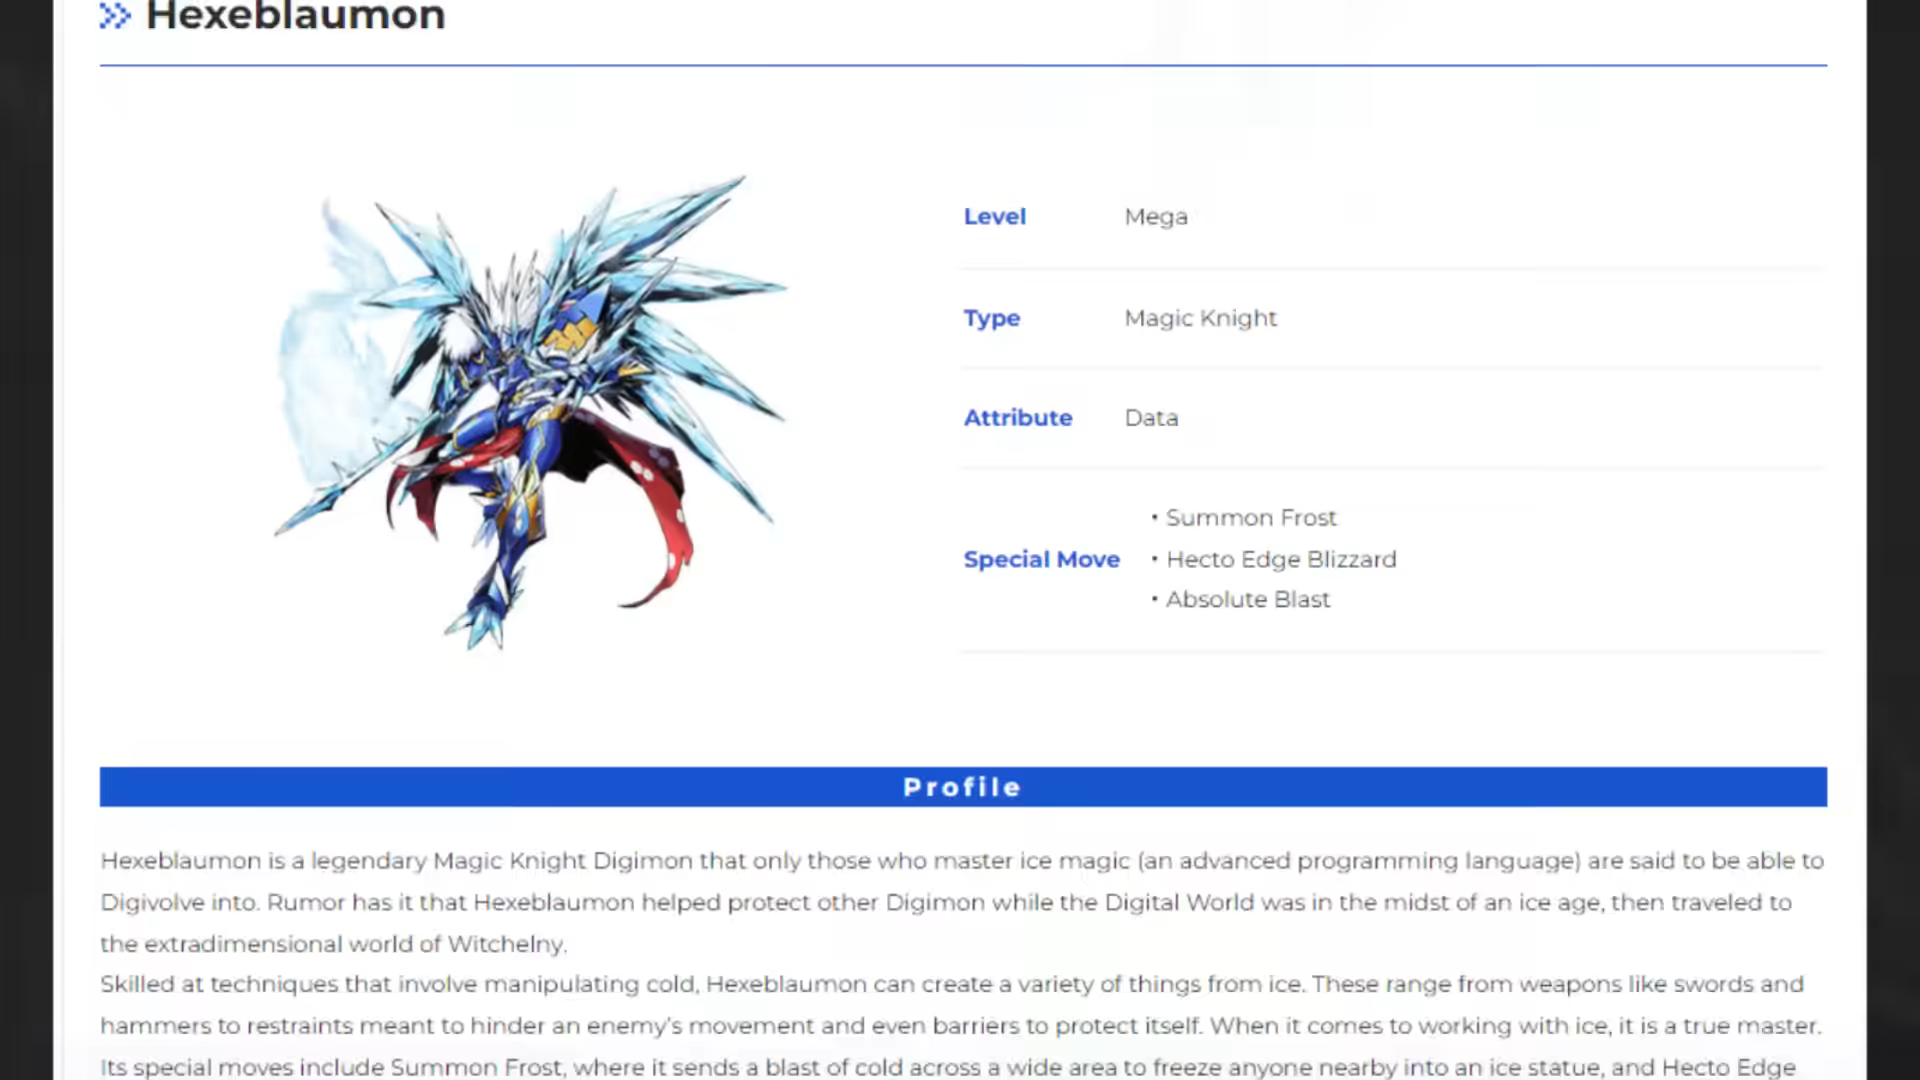 Hexeblaumon
Level Mega
Type Magic Knight
Attribute Data
Special Move
• Summon Frost
• Hecto Edge Blizzard
• Absolute Blast
Profile
Hexeblaumon is a legendary Magic Knight Digimon that only those who master ice magic (an advanced programming language) are said to be able to
Digivolve into. Rumor has it that Hexeblaumon helped protect other Digimon while the Digital World was in the midst of an ice age, then traveled to
the extradimensional world of Witchelny.
Skilled at techniques that involve manipulating cold, Hexeblaumon can create a variety of things from ice. These range from weapons like swords and
hammers to restraints meant to hinder an enemy's movement and even barriers to protect itself. When it comes to working with ice, it is a true master.
Its special moves include Summon Frost, where it sends a blast of cold across a wide area to freeze anyone nearby into an ice statue, and Hecto Edge